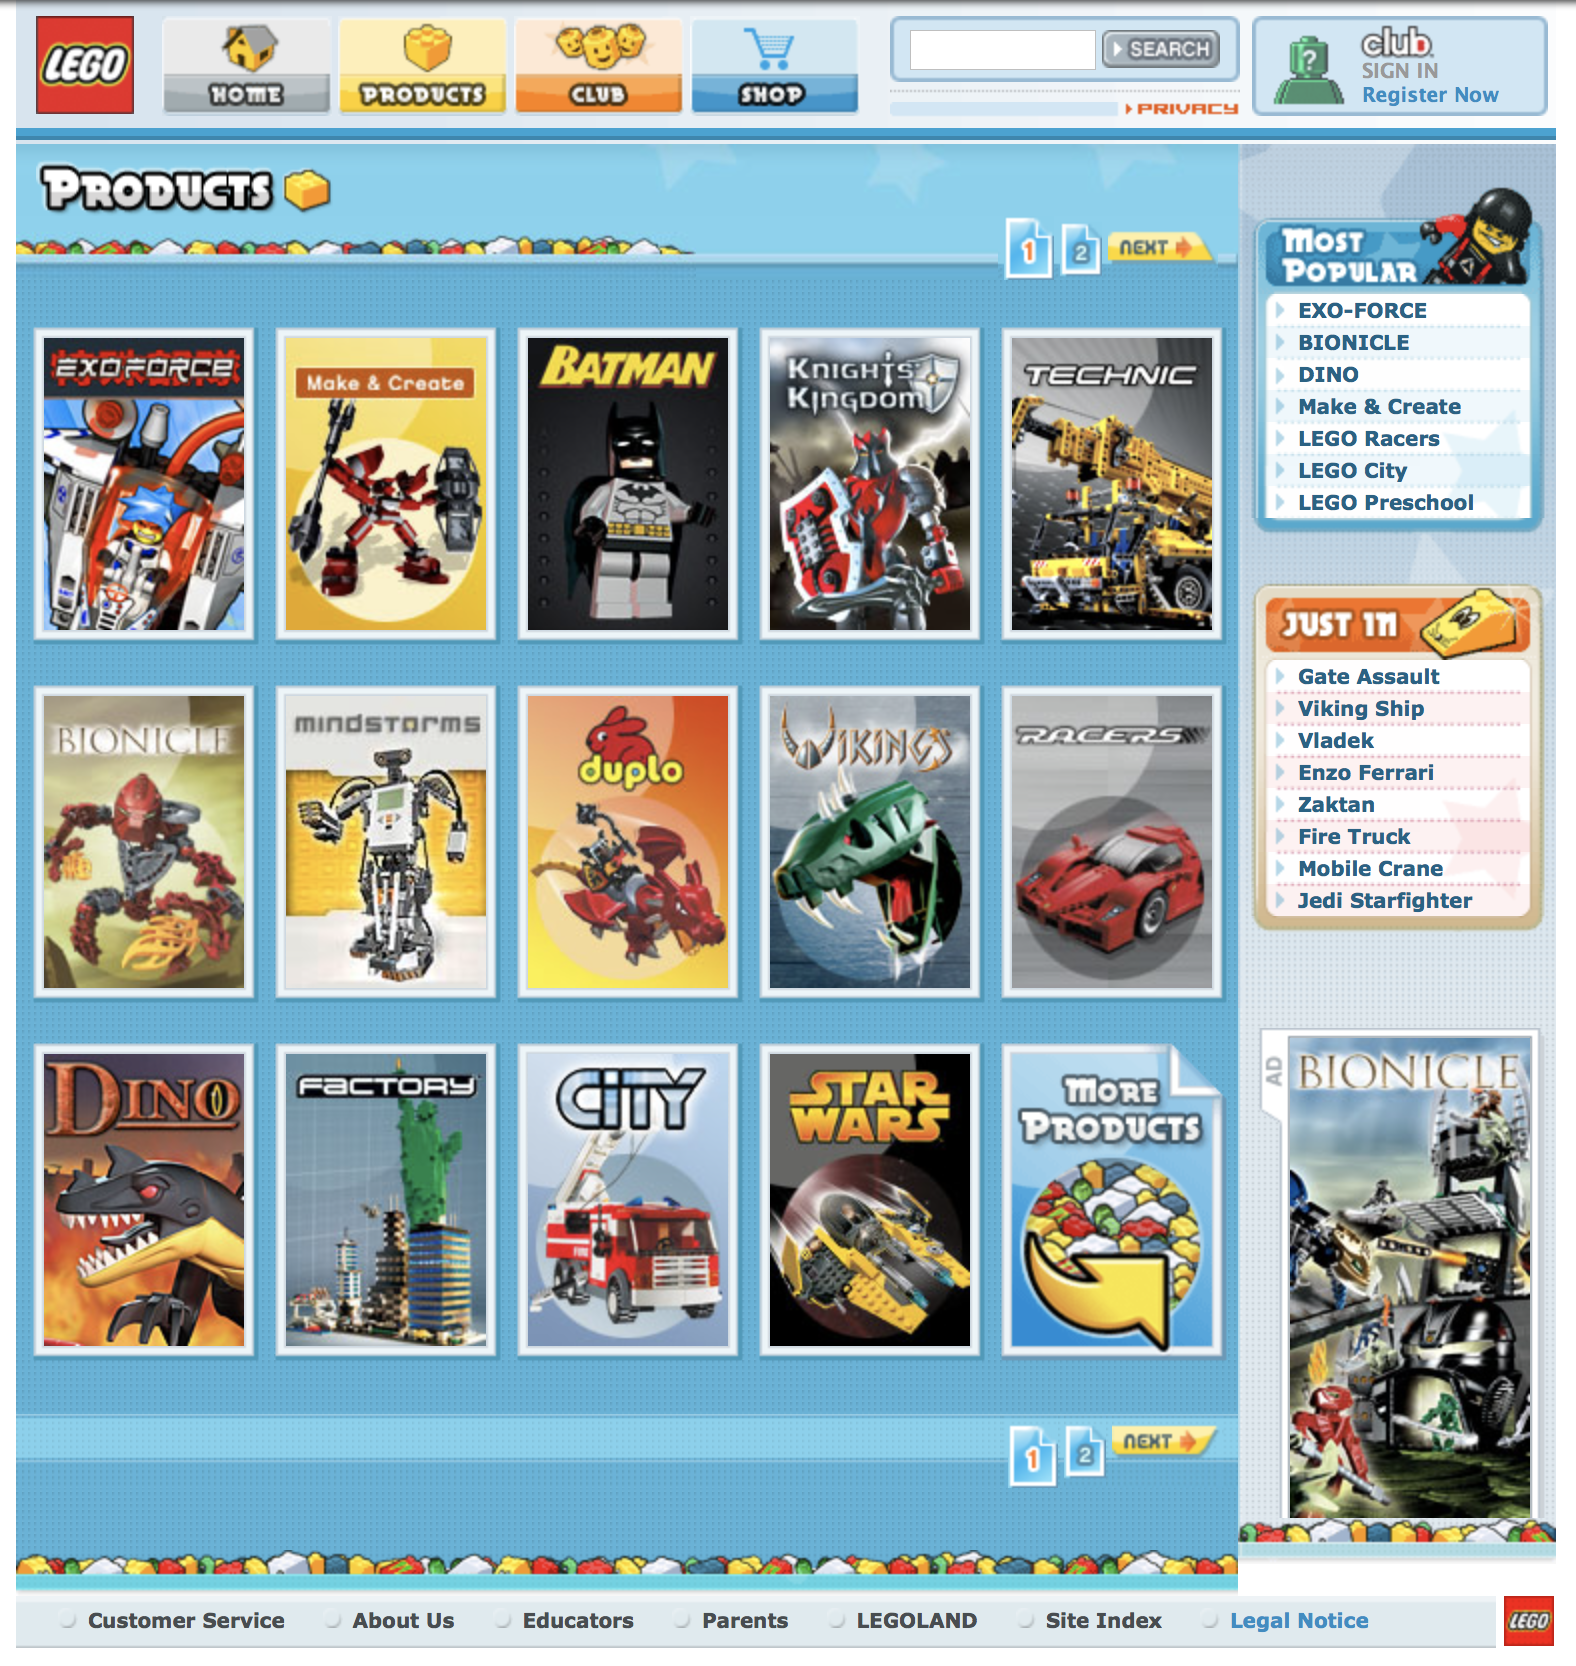 LEGO
HOME
PRODUCTS
CLUB
SHOP
SEARCH
PRIVACY
club
SIGN IN
Register Now
PRODUCTS
1
2
NEXT
EXOFORCE
Make & Create
BATMAN
KNIGHTS'
KINGDOM
TECHNIC
BIONICLE
MINDSTORMS
duplo
VIKINGS
RACERS
DINO
FACTORY
CITY
FIRE
STAR
WARS
MORE
PRODUCTS
1
2
NEXT
MOST
POPULAR
EXO-FORCE
BIONICLE
DINO
Make & Create
LEGO Racers
LEGO City
LEGO Preschool
JUST IN
Gate Assault
Viking Ship
Vladek
Enzo Ferrari
Zaktan
Fire Truck
Mobile Crane
Jedi Starfighter
AD
BIONICLE
Customer Service
About Us
Educators
Parents
LEGOLAND
Site Index
Legal Notice
LEGO